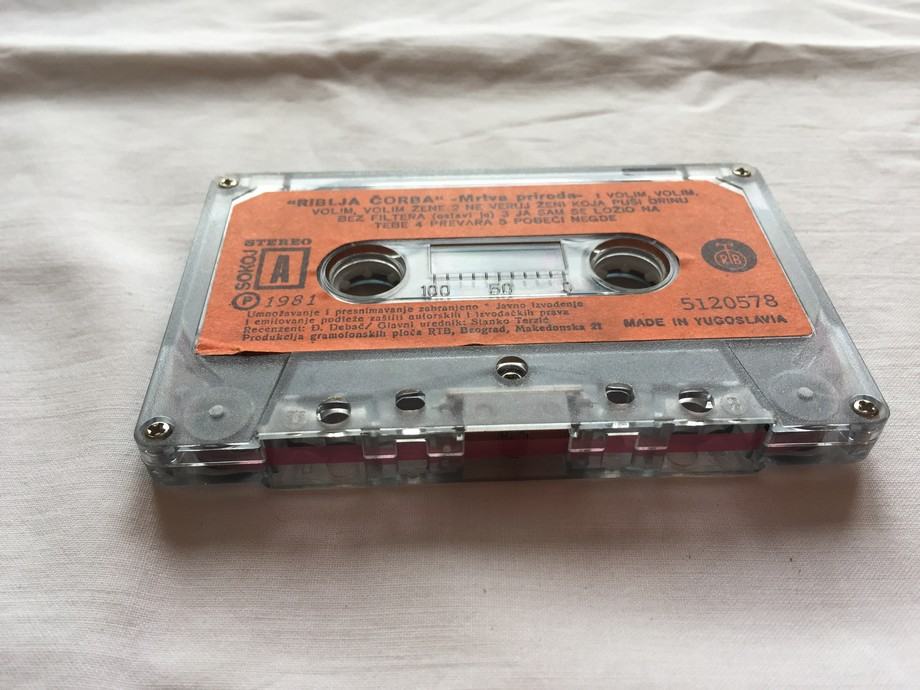 "RIBLJA ČORBA" -Mrtva priroda- 1 VOLIM, VOLIM,
VOLIM, VOLIM ŽENE 2 NE VERUJ ŽENI KOJA PUŠI DRINU
BEZ FILTERA (ostavi je) 3 JA SAM SE LOŽIO NA
TEBE 4 PREVARA 5 POBEĆI NEGDE
STEREO
SOKOJ
A
100 50 0
RTB
Ⓟ 1981
5120578
Umnožavanje i presnimavanje zabranjeno * Javno izvođenje
i emitovanje podleže zaštiti autorskih i izvođačkih prava
Recenzent: Đ. Debač/ Glavni urednik: Stanko Terzić
Produkcija gramofonskih ploča RTB, Beograd, Makedonska 21
MADE IN YUGOSLAVIA